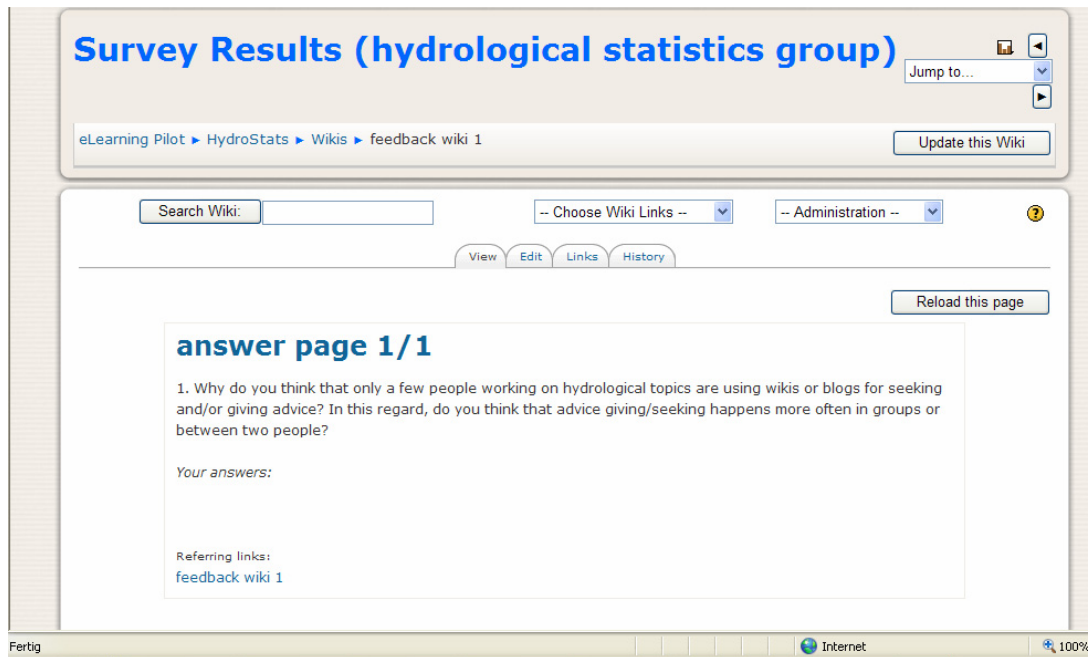 Survey Results (hydrological statistics group)
Jump to...
eLearning Pilot ► HydroStats ► Wikis ► feedback wiki 1
Update this Wiki
Search Wiki:
-- Choose Wiki Links --
-- Administration --
View
Edit
Links
History
Reload this page
answer page 1/1
1. Why do you think that only a few people working on hydrological topics are using wikis or blogs for seeking
and/or giving advice? In this regard, do you think that advice giving/seeking happens more often in groups or
between two people?
Your answers:
Referring links:
feedback wiki 1
Fertig
Internet
100%